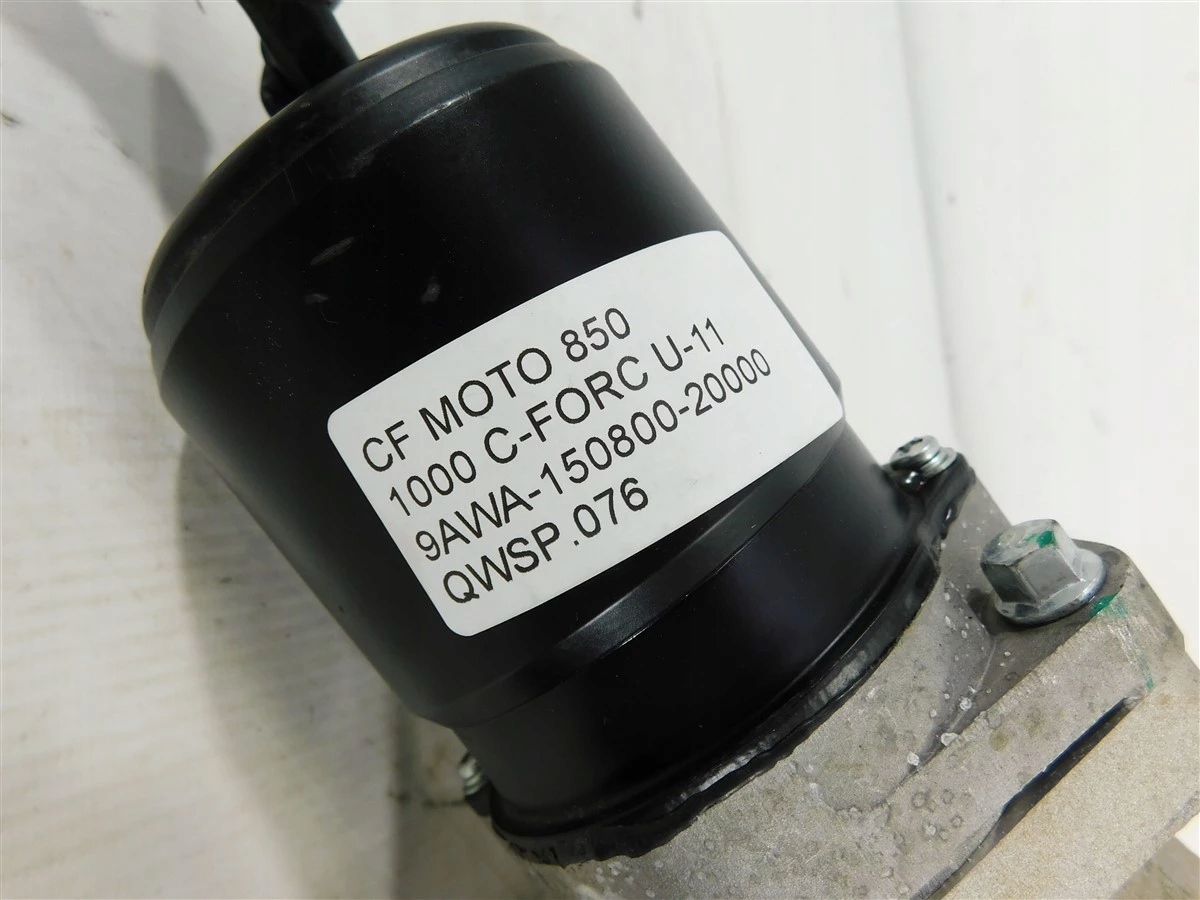 CF MOTO 850
1000 C-FORC U-11
9AWA-150800-20000
QWSP.076